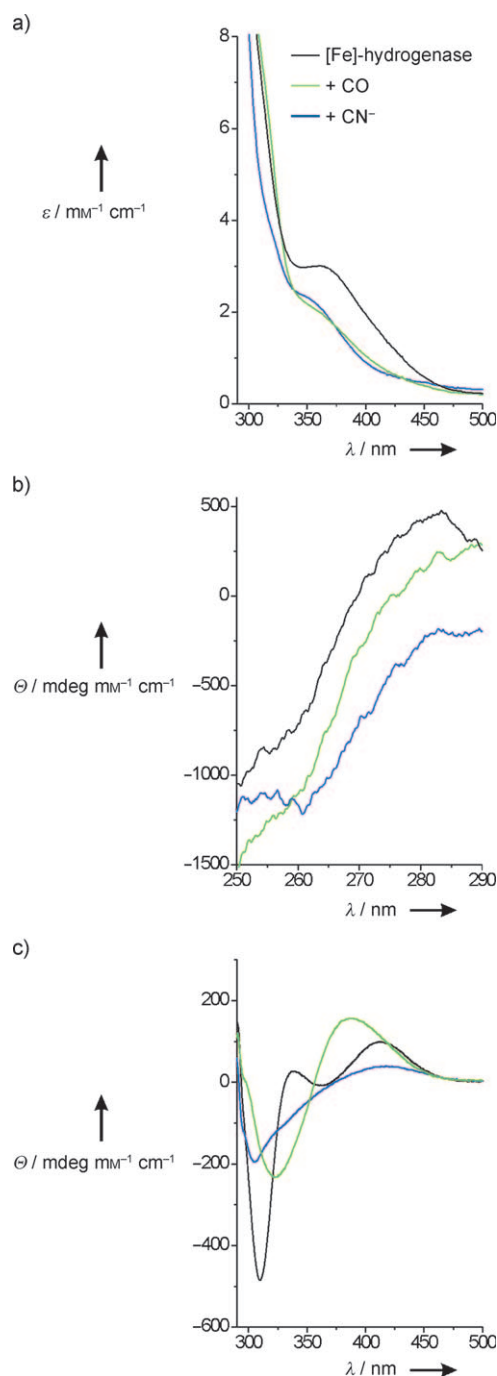 a)
8
6
4
2
0
[Fe]-hydrogenase
+ CO
+ CN⁻
ε / mM⁻¹ cm⁻¹
300 350 400 450 500
λ / nm
b)
500
0
−500
−1000
−1500
Θ / mdeg mM⁻¹ cm⁻¹
250 260 270 280 290
λ / nm
c)
200
0
−200
−400
−600
Θ / mdeg mM⁻¹ cm⁻¹
300 350 400 450 500
λ / nm